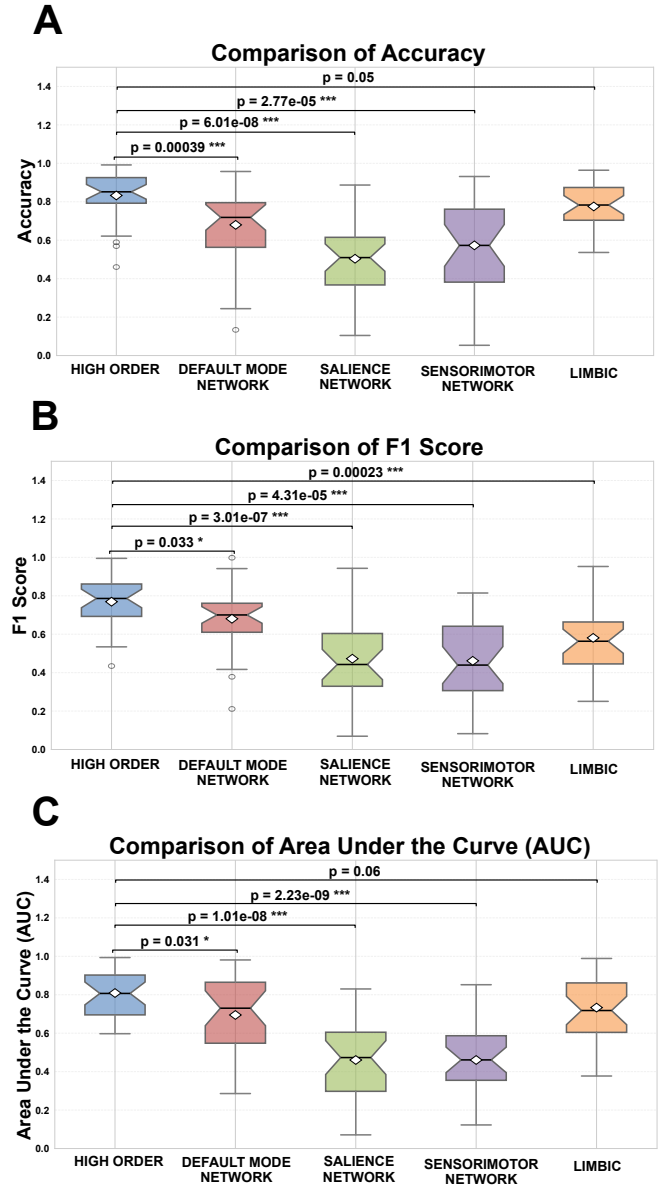 A
Comparison of Accuracy
p = 0.05
p = 2.77e-05 ***
p = 6.01e-08 ***
p = 0.00039 ***
Accuracy
1.4
1.2
1.0
0.8
0.6
0.4
0.2
0.0
HIGH ORDER
DEFAULT MODE
NETWORK
SALIENCE
NETWORK
SENSORIMOTOR
NETWORK
LIMBIC
B
Comparison of F1 Score
p = 0.00023 ***
p = 4.31e-05 ***
p = 3.01e-07 ***
p = 0.033 *
F1 Score
1.4
1.2
1.0
0.8
0.6
0.4
0.2
0.0
HIGH ORDER
DEFAULT MODE
NETWORK
SALIENCE
NETWORK
SENSORIMOTOR
NETWORK
LIMBIC
C
Comparison of Area Under the Curve (AUC)
p = 0.06
p = 2.23e-09 ***
p = 1.01e-08 ***
p = 0.031 *
Area Under the Curve (AUC)
1.4
1.2
1.0
0.8
0.6
0.4
0.2
0.0
HIGH ORDER
DEFAULT MODE
NETWORK
SALIENCE
NETWORK
SENSORIMOTOR
NETWORK
LIMBIC